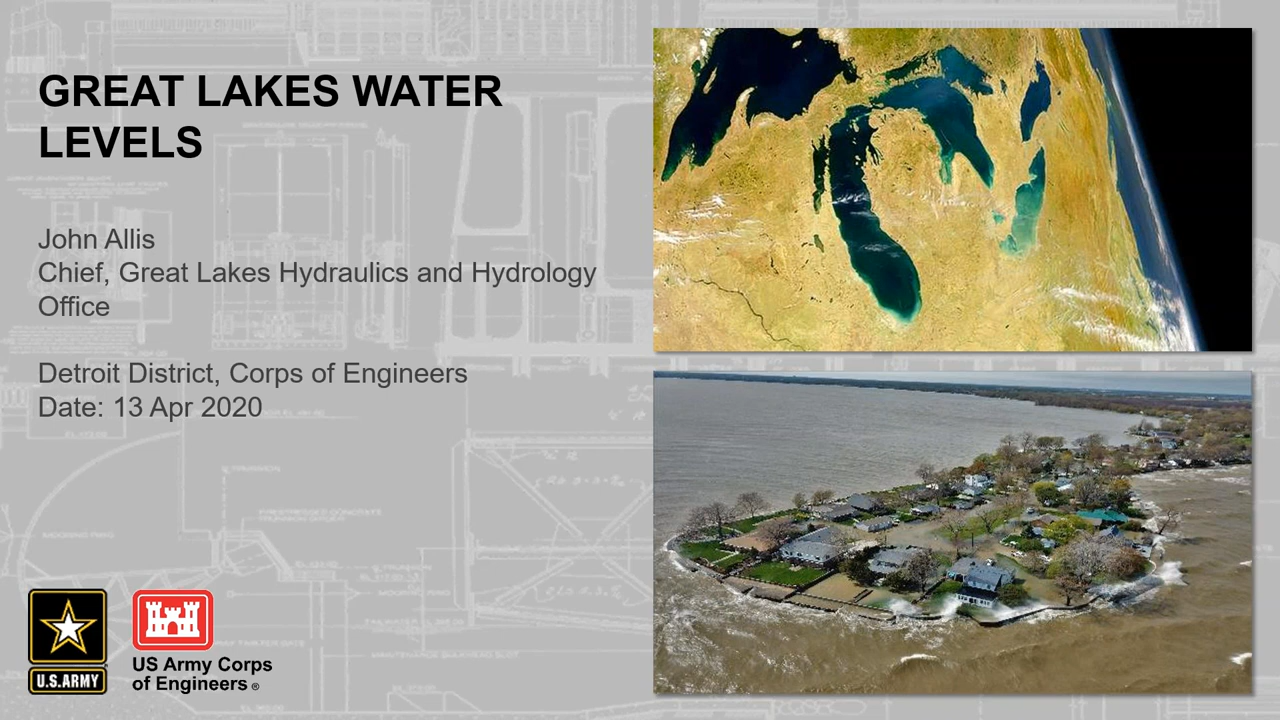 GREAT LAKES WATER
LEVELS
John Allis
Chief, Great Lakes Hydraulics and Hydrology
Office
Detroit District, Corps of Engineers
Date: 13 Apr 2020
U.S.ARMY
US Army Corps
of Engineers ®